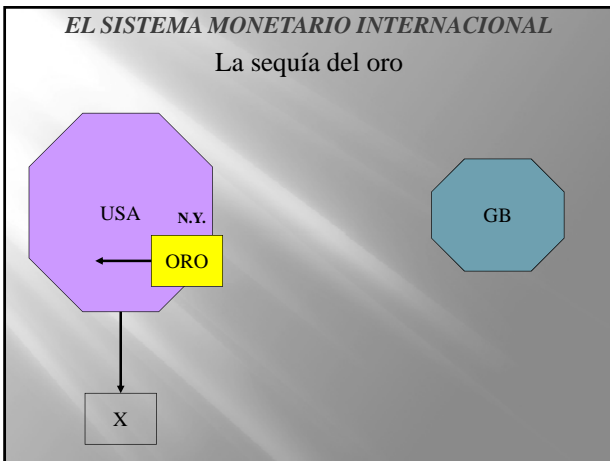 EL SISTEMA MONETARIO INTERNACIONAL
La sequía del oro
USA
N.Y.
GB
ORO
X